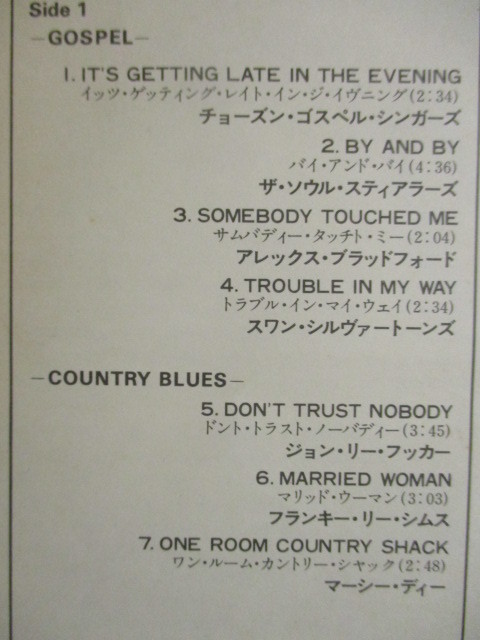 Side 1
—GOSPEL—
1. IT'S GETTING LATE IN THE EVENING
イッツ・ゲッティング・レイト・イン・ジ・イヴニング(2:34)
チョーズン・ゴスペル・シンガーズ
2. BY AND BY
バイ・アンド・バイ(4:36)
ザ・ソウル・スティアラーズ
3. SOMEBODY TOUCHED ME
サムバディー・タッチト・ミー(2:04)
アレックス・ブラッドフォード
4. TROUBLE IN MY WAY
トラブル・イン・マイ・ウェイ(2:34)
スワン・シルヴァートーンズ
—COUNTRY BLUES—
5. DON'T TRUST NOBODY
ドント・トラスト・ノーバディー(3:45)
ジョン・リー・フッカー
6. MARRIED WOMAN
マリッド・ウーマン(3:03)
フランキー・リー・シムス
7. ONE ROOM COUNTRY SHACK
ワン・ルーム・カントリー・シャック(2:48)
マーシー・ディー